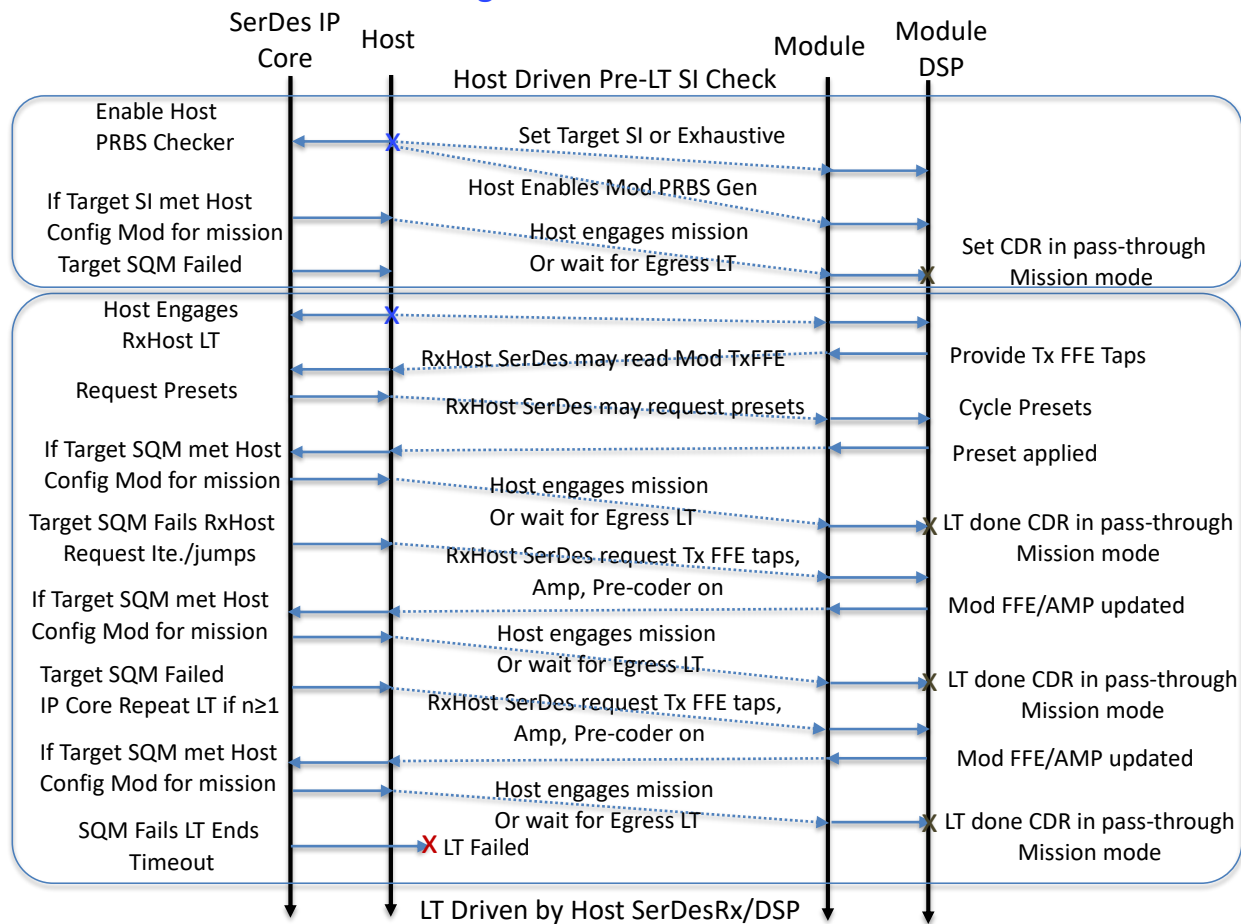 SerDes IP
Core
Host
Module
Module
DSP
Host Driven Pre-LT SI Check
Enable Host
PRBS Checker
X
Set Target SI or Exhaustive
Host Enables Mod PRBS Gen
If Target SI met Host
Config Mod for mission
Host engages mission
Or wait for Egress LT
Target SQM Failed
X
Set CDR in pass-through
Mission mode
Host Engages
RxHost LT
X
RxHost SerDes may read Mod TxFFE
Provide Tx FFE Taps
Request Presets
RxHost SerDes may request presets
Cycle Presets
If Target SQM met Host
Config Mod for mission
Preset applied
Host engages mission
Or wait for Egress LT
X LT done CDR in pass-through
Mission mode
Target SQM Fails RxHost
Request Ite./jumps
RxHost SerDes request Tx FFE taps,
Amp, Pre-coder on
If Target SQM met Host
Config Mod for mission
Mod FFE/AMP updated
Host engages mission
Or wait for Egress LT
X LT done CDR in pass-through
Mission mode
Target SQM Failed
IP Core Repeat LT if n≥1
RxHost SerDes request Tx FFE taps,
Amp, Pre-coder on
If Target SQM met Host
Config Mod for mission
Mod FFE/AMP updated
Host engages mission
Or wait for Egress LT
X LT done CDR in pass-through
Mission mode
SQM Fails LT Ends
Timeout
X LT Failed
LT Driven by Host SerDesRx/DSP